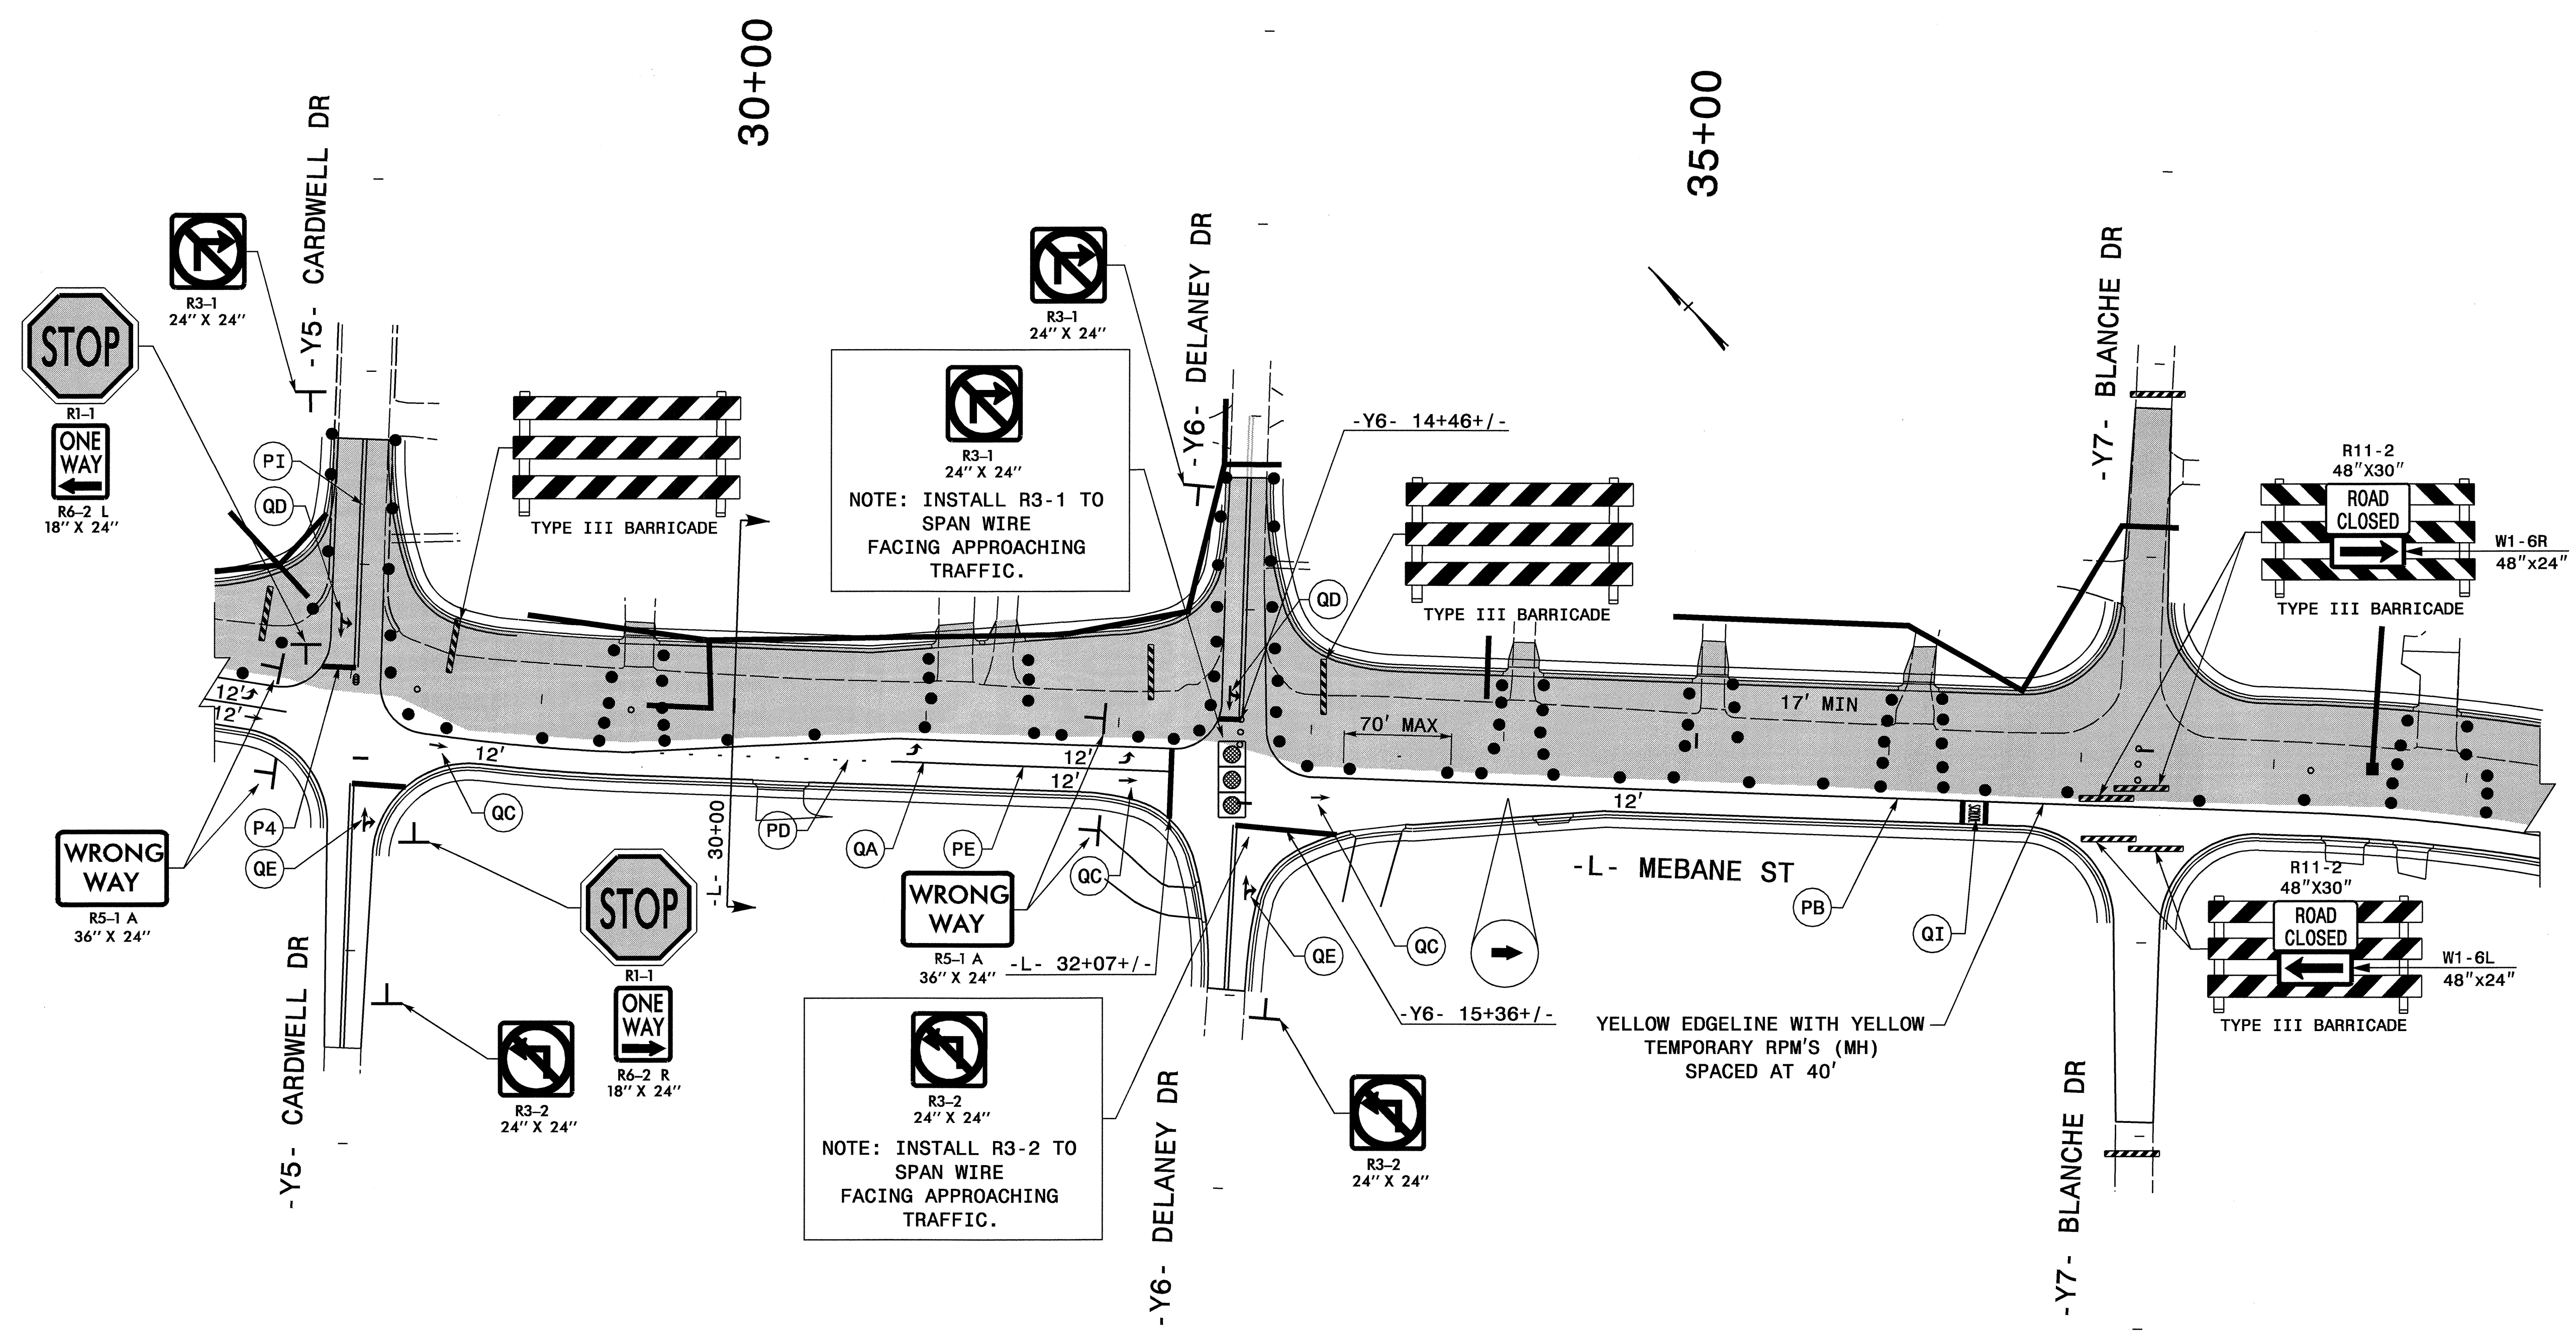 30+00
35+00
-Y5- CARDWELL DR
-Y6- DELANEY DR
-Y7- BLANCHE DR
R3-1
24" X 24"
STOP
R1-1
ONE
WAY
R6-2 L
18" X 24"
PI
QD
TYPE III BARRICADE
R3-1
24" X 24"
R3-1
24" X 24"
NOTE: INSTALL R3-1 TO
SPAN WIRE
FACING APPROACHING
TRAFFIC.
-Y6- 14+46+/-
QD
TYPE III BARRICADE
R11-2
48"X30"
ROAD
CLOSED
W1-6R
48"x24"
TYPE III BARRICADE
12'
12'
12'
12'
12'
70' MAX
17' MIN
12'
WRONG
WAY
R5-1 A
36" X 24"
P4
QE
QC
STOP
R1-1
ONE
WAY
R6-2 R
18" X 24"
R3-2
24" X 24"
-L- 30+00
PD
QA
PE
QC
WRONG
WAY
R5-1 A
36" X 24"
-L- 32+07+/-
R3-2
24" X 24"
NOTE: INSTALL R3-2 TO
SPAN WIRE
FACING APPROACHING
TRAFFIC.
QE
QC
-Y6- 15+36+/-
R3-2
24" X 24"
-L- MEBANE ST
PB
QI
SCHOOL
YELLOW EDGELINE WITH YELLOW
TEMPORARY RPM'S (MH)
SPACED AT 40'
R11-2
48"X30"
ROAD
CLOSED
W1-6L
48"x24"
TYPE III BARRICADE
-Y5- CARDWELL DR
-Y6- DELANEY DR
-Y7- BLANCHE DR